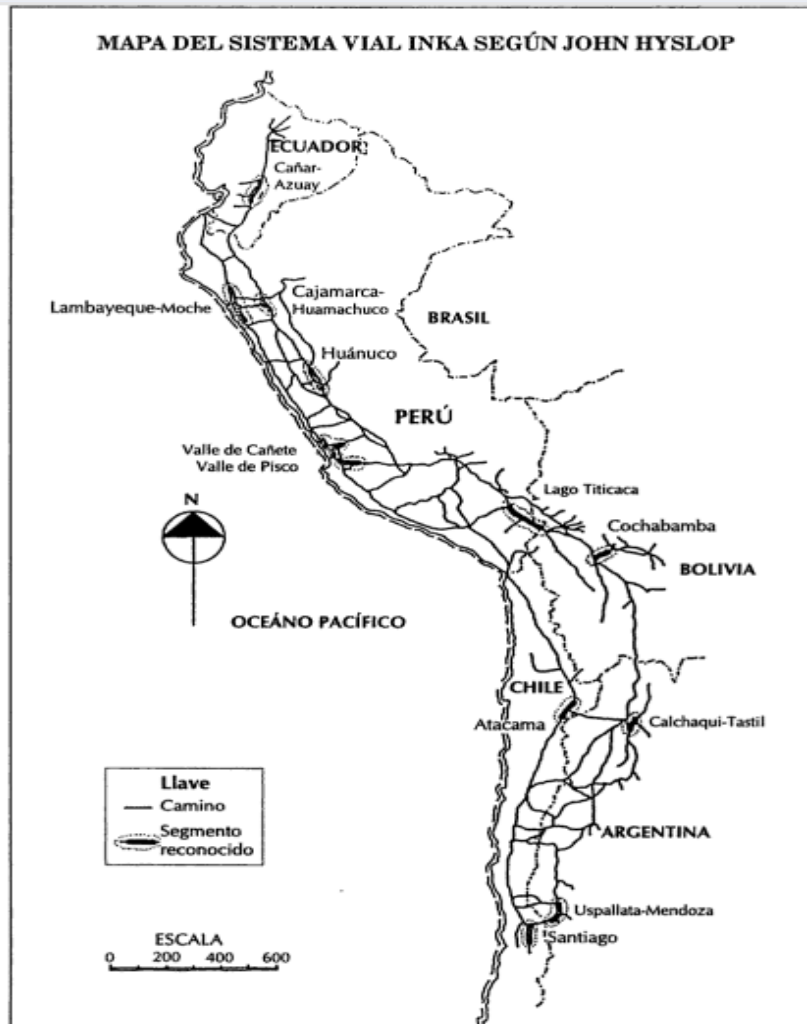 MAPA DEL SISTEMA VIAL INKA SEGÚN JOHN HYSLOP
ECUADOR
Cañar-
Azuay
Lambayeque-Moche
Cajamarca-
Huamachuco
BRASIL
Huánuco
PERÚ
Valle de Cañete
Valle de Pisco
Lago Titicaca
N
Cochabamba
BOLIVIA
OCEÁNO PACÍFICO
CHILE
Atacama
Calchaqui-Tastil
Llave
Camino
Segmento
reconocido
ARGENTINA
Uspallata-Mendoza
Santiago
ESCALA
0 200 400 600